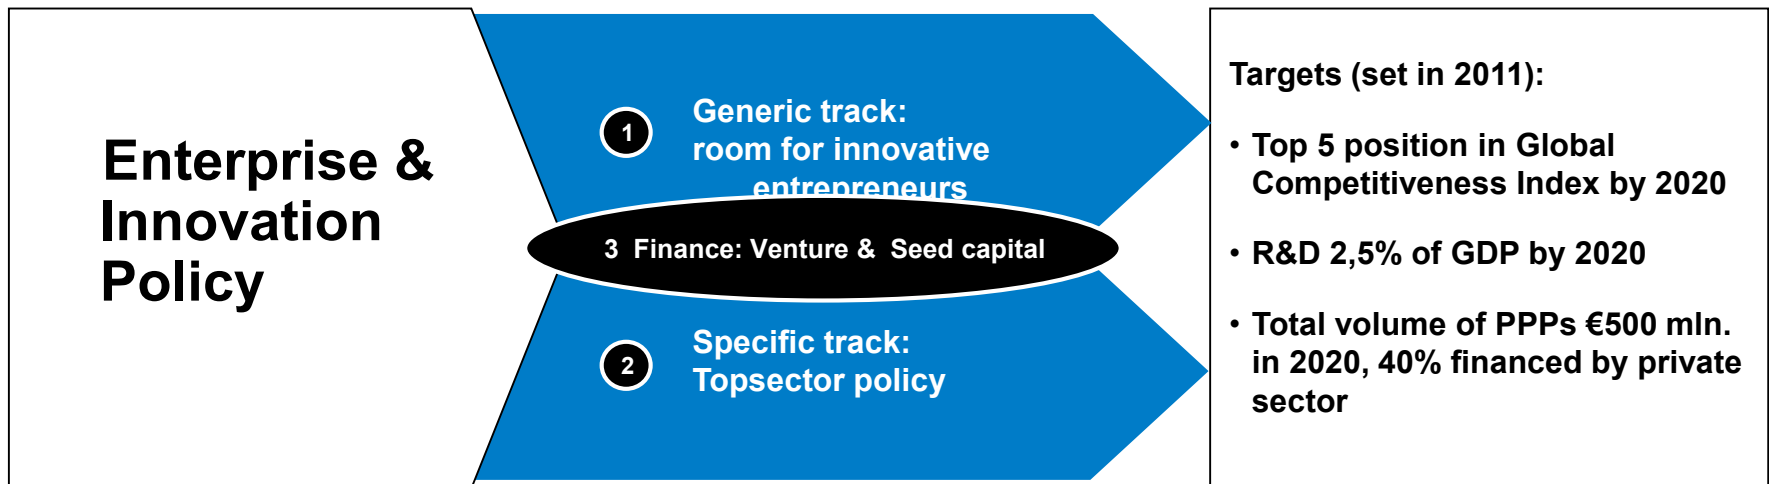 Enterprise &
Innovation
Policy
1
Generic track:
room for innovative
entrepreneurs
3 Finance: Venture & Seed capital
2
Specific track:
Topsector policy
Targets (set in 2011):
• Top 5 position in Global
Competitiveness Index by 2020
• R&D 2,5% of GDP by 2020
• Total volume of PPPs €500 mln.
in 2020, 40% financed by private
sector